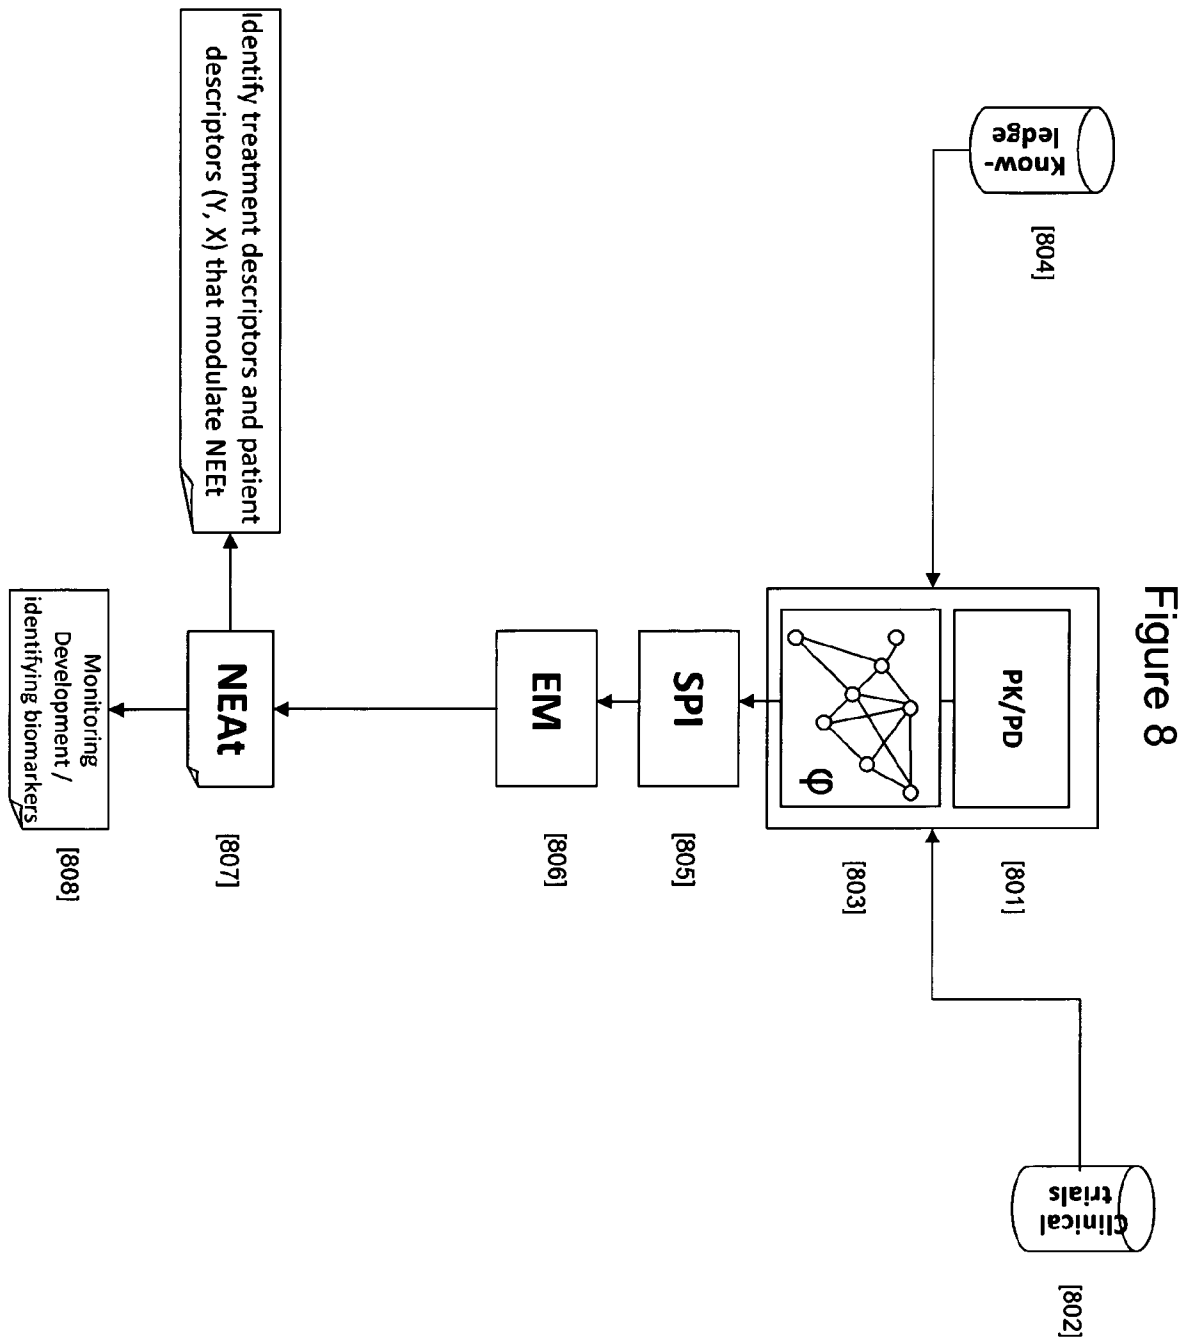 Figure 8
Know-
ledge
[804]
PK/PD
[801]
φ
[803]
Clinical
trials
[802]
SPI
[805]
EM
[806]
NEAt
[807]
Identify treatment descriptors and patient
descriptors (Y, X) that modulate NEEt
Monitoring
Development /
identifying biomarkers
[808]